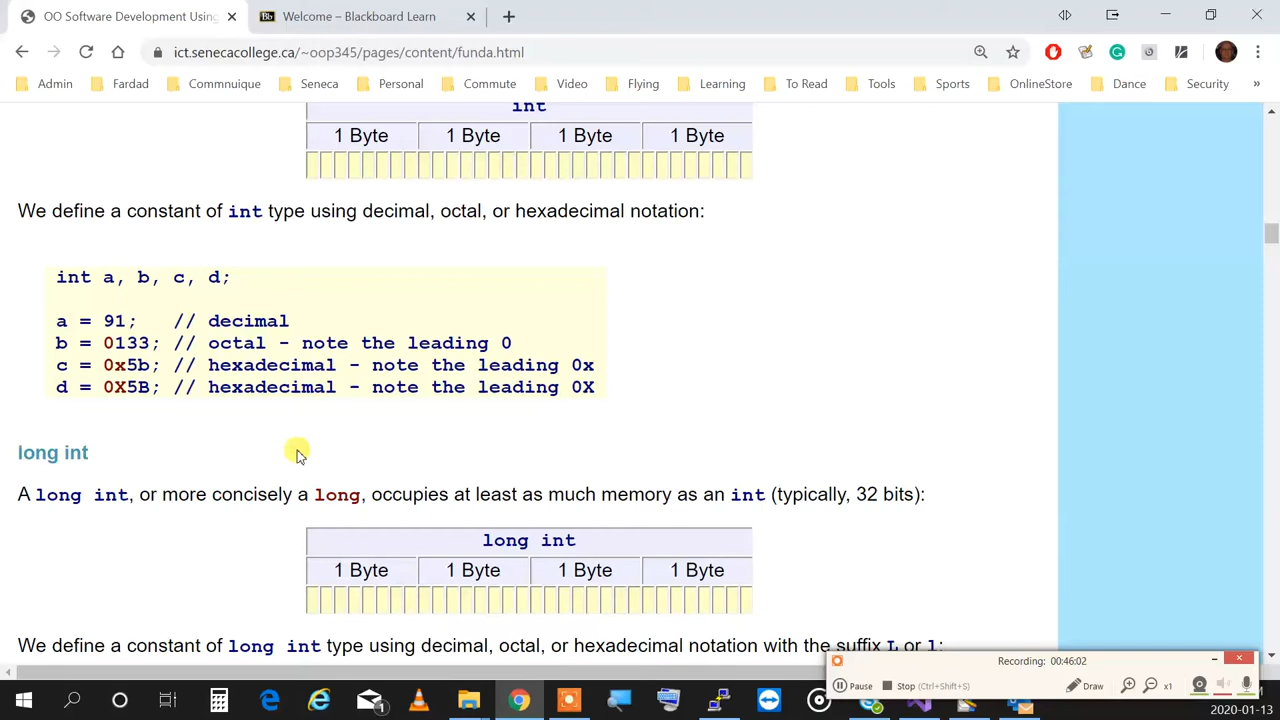 OO Software Development Using
Welcome – Blackboard Learn
ict.senecacollege.ca/~oop345/pages/content/funda.html
Admin Fardad Commnuique Seneca Personal Commute Video Flying Learning To Read Tools Sports OnlineStore Dance Security »
int
1 Byte 1 Byte 1 Byte 1 Byte
We define a constant of int type using decimal, octal, or hexadecimal notation:
int a, b, c, d;
a = 91; // decimal
b = 0133; // octal - note the leading 0
c = 0x5b; // hexadecimal - note the leading 0x
d = 0X5B; // hexadecimal - note the leading 0X
long int
A long int, or more concisely a long, occupies at least as much memory as an int (typically, 32 bits):
long int
1 Byte 1 Byte 1 Byte 1 Byte
We define a constant of long int type using decimal, octal, or hexadecimal notation with the suffix L or l:
Recording: 00:46:02
Pause Stop (Ctrl+Shift+S) Draw x1
2020-01-13